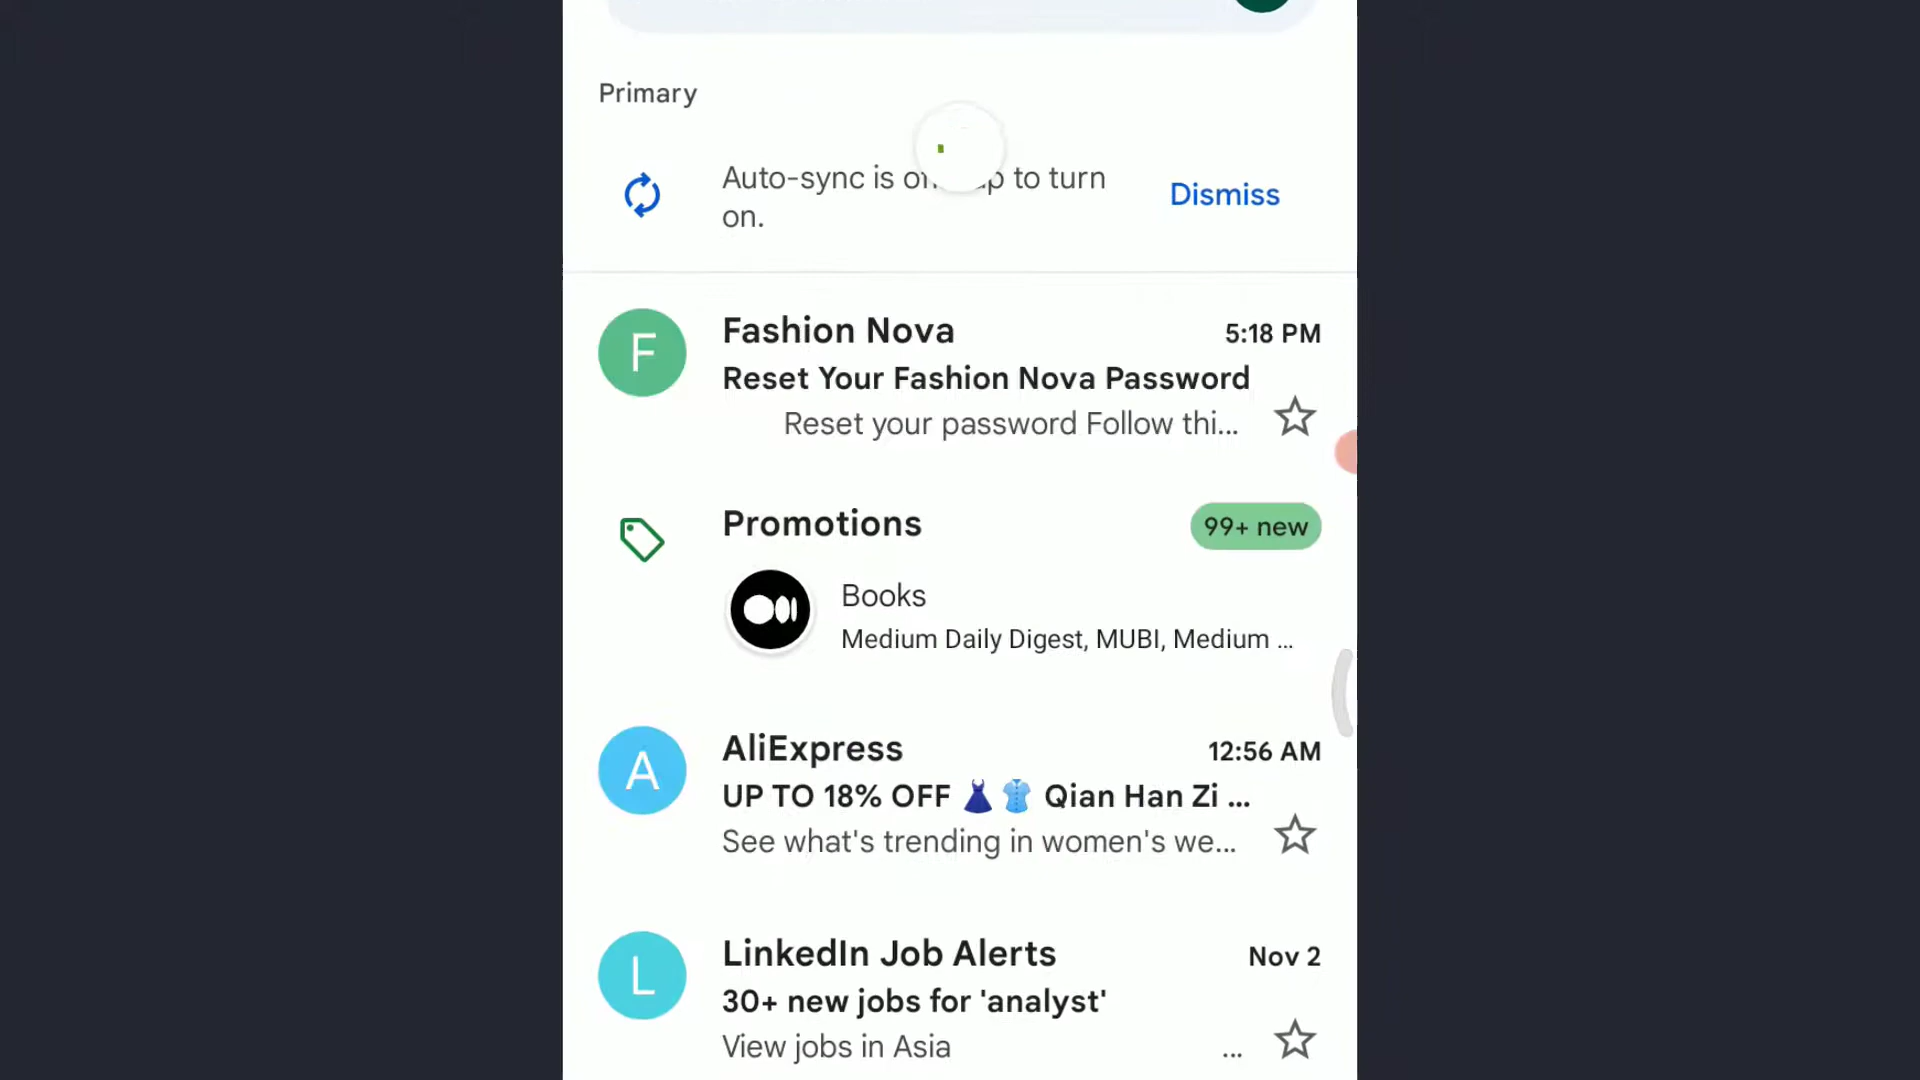 Primary
Auto-sync is o p to turn
on.
Dismiss
F
Fashion Nova
5:18 PM
Reset Your Fashion Nova Password
Reset your password Follow thi...
Promotions
99+ new
Books
Medium Daily Digest, MUBI, Medium ...
A
AliExpress
12:56 AM
UP TO 18% OFF 👗👚 Qian Han Zi ...
See what's trending in women's we...
L
LinkedIn Job Alerts
Nov 2
30+ new jobs for 'analyst'
View jobs in Asia ...